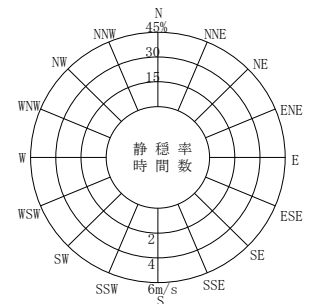 N
NNW
45%
NNE
NW
30
NE
15
WNW
ENE
静穏率
W
時間数
E
WSW
ESE
2
SW
4
SE
SSW
6m/s
SSE
S